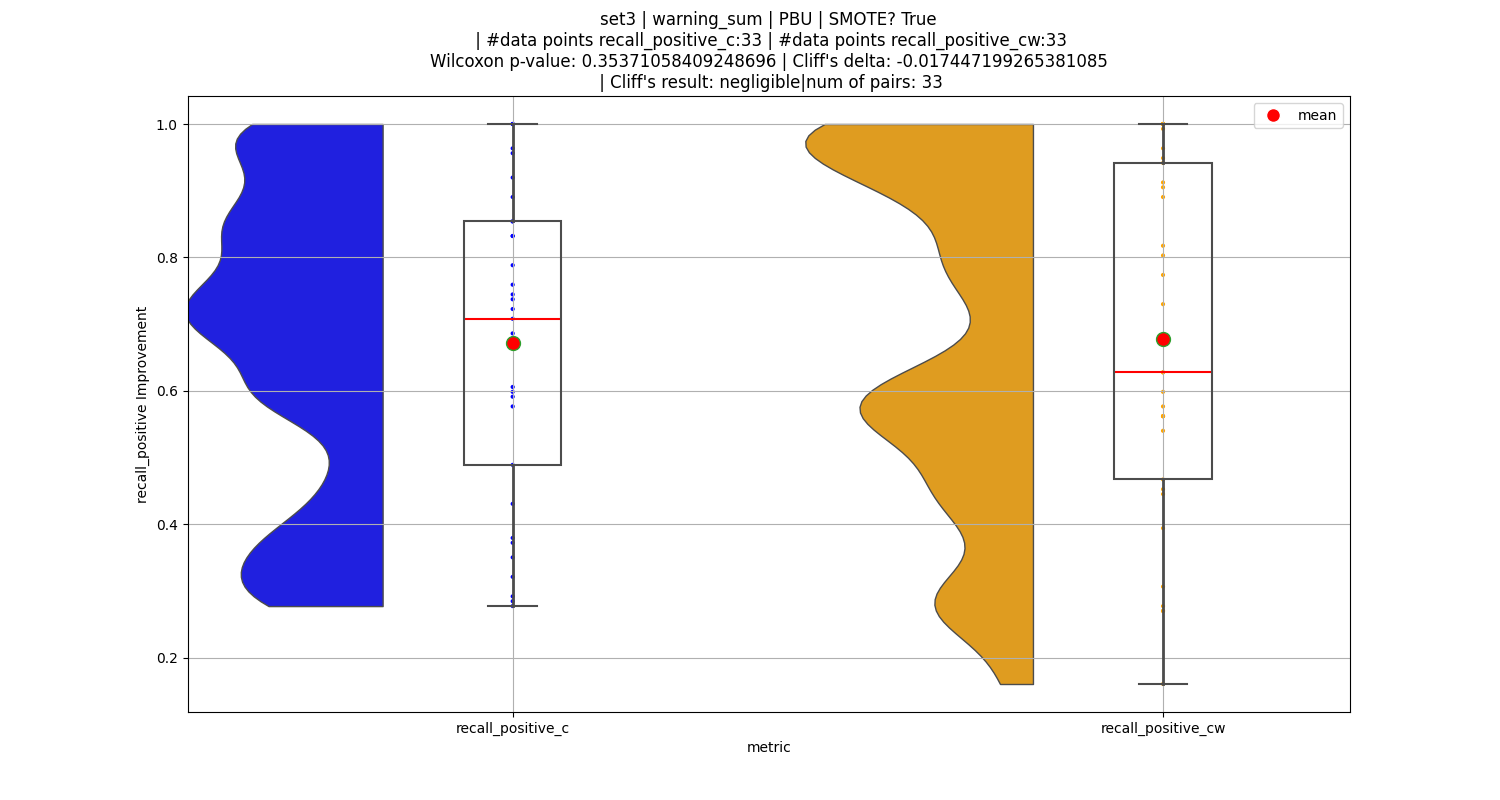 set3 | warning_sum | PBU | SMOTE? True
| #data points recall_positive_c:33 | #data points recall_positive_cw:33
Wilcoxon p-value: 0.35371058409248696 | Cliff's delta: -0.017447199265381085
| Cliff's result: negligible|num of pairs: 33
mean
1.0
0.8
0.6
0.4
0.2
recall_positive Improvement
recall_positive_c
recall_positive_cw
metric